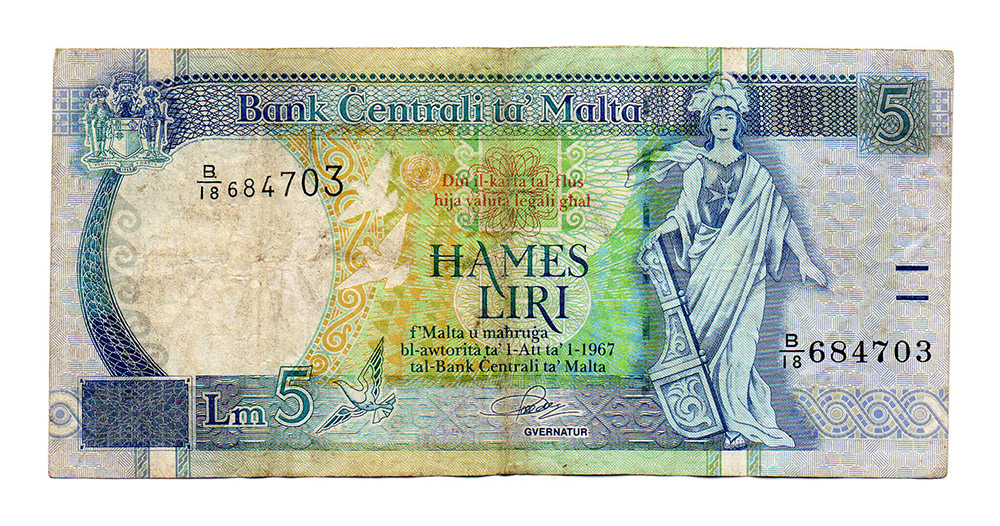 Bank Ċentrali ta' Malta
5
B/18 684703
Din il-karta tal-flus
hija valuta legali għal
ĦAMES
LIRI
f'Malta u maħruġa
bl-awtorità ta' l-Att ta' l-1967
tal-Bank Ċentrali ta' Malta
B/18 684703
Lm 5
GVERNATUR